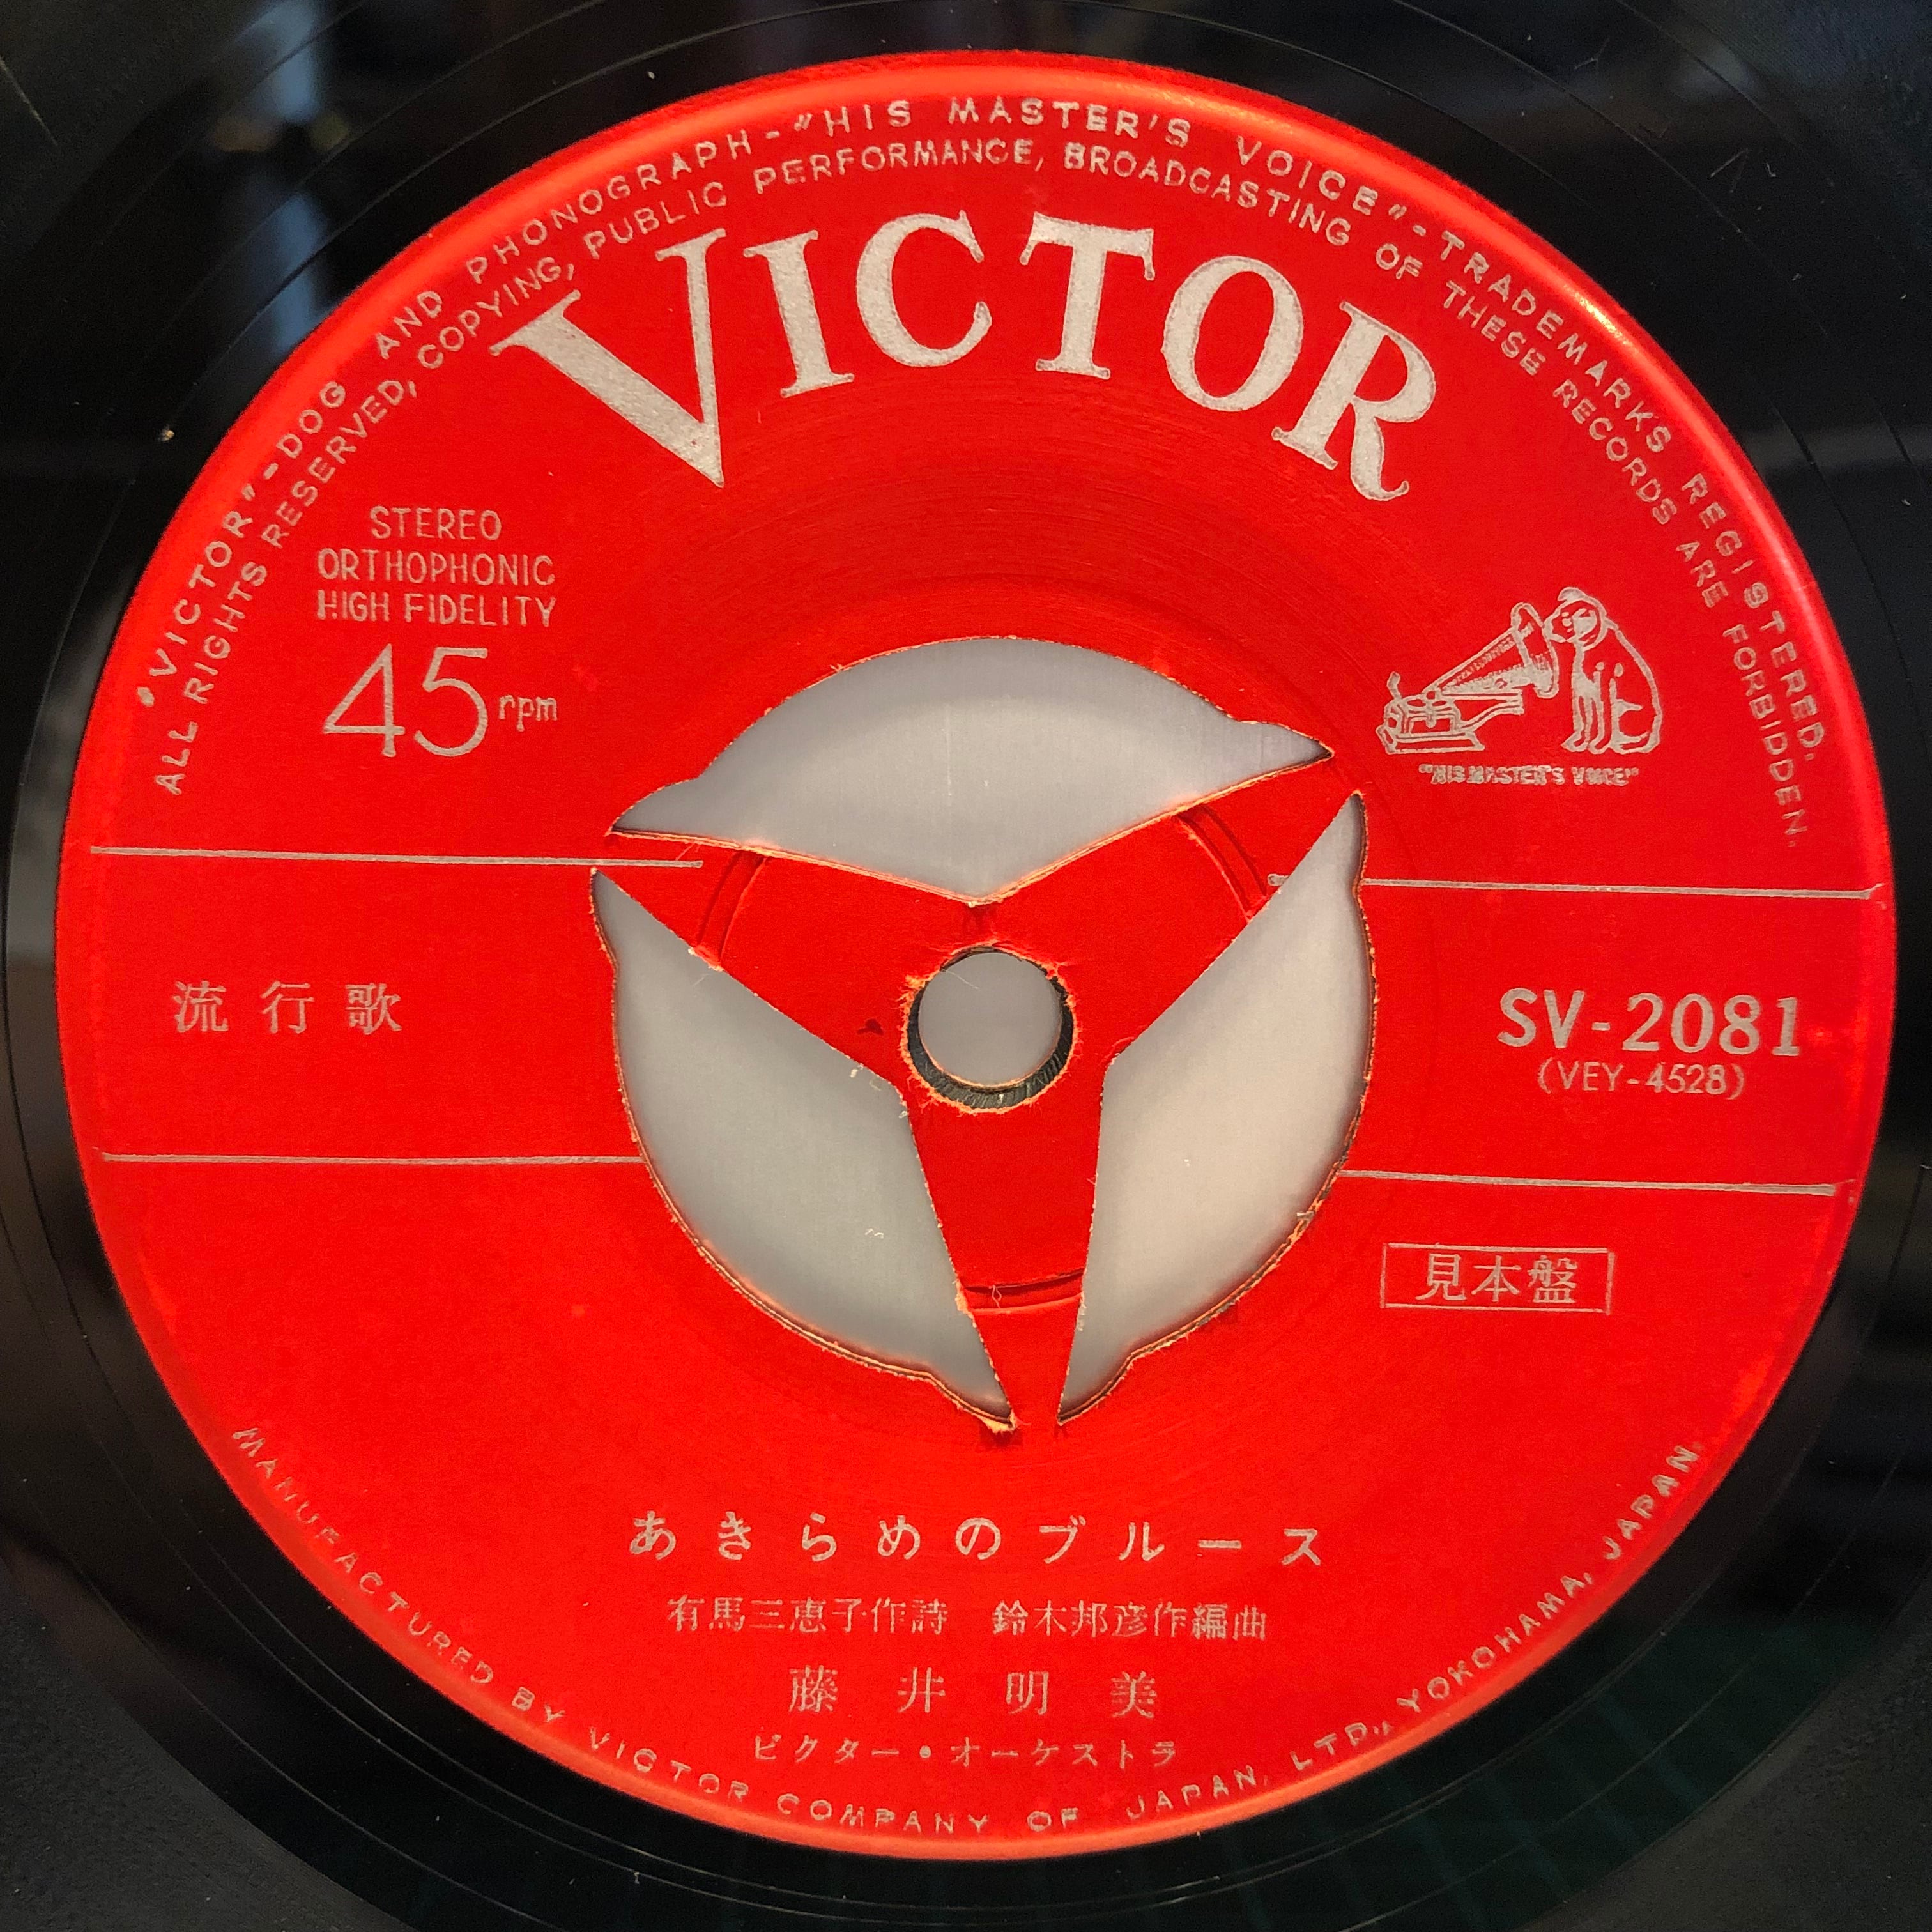 "VICTOR"-DOG AND PHONOGRAPH-"HIS MASTER'S VOICE"-TRADEMARKS REGISTERED.
ALL RIGHTS RESERVED, COPYING, PUBLIC PERFORMANCE, BROADCASTING OF THESE RECORDS ARE FORBIDDEN.
VICTOR
STEREO
ORTHOPHONIC
HIGH FIDELITY
45rpm
"HIS MASTER'S VOICE"
流行歌
SV-2081
(VEY-4528)
見本盤
あきらめのブルース
有馬三恵子作詩 鈴木邦彦作編曲
藤井明美
ビクター・オーケストラ
MANUFACTURED BY VICTOR COMPANY OF JAPAN, LTD., YOKOHAMA, JAPAN.